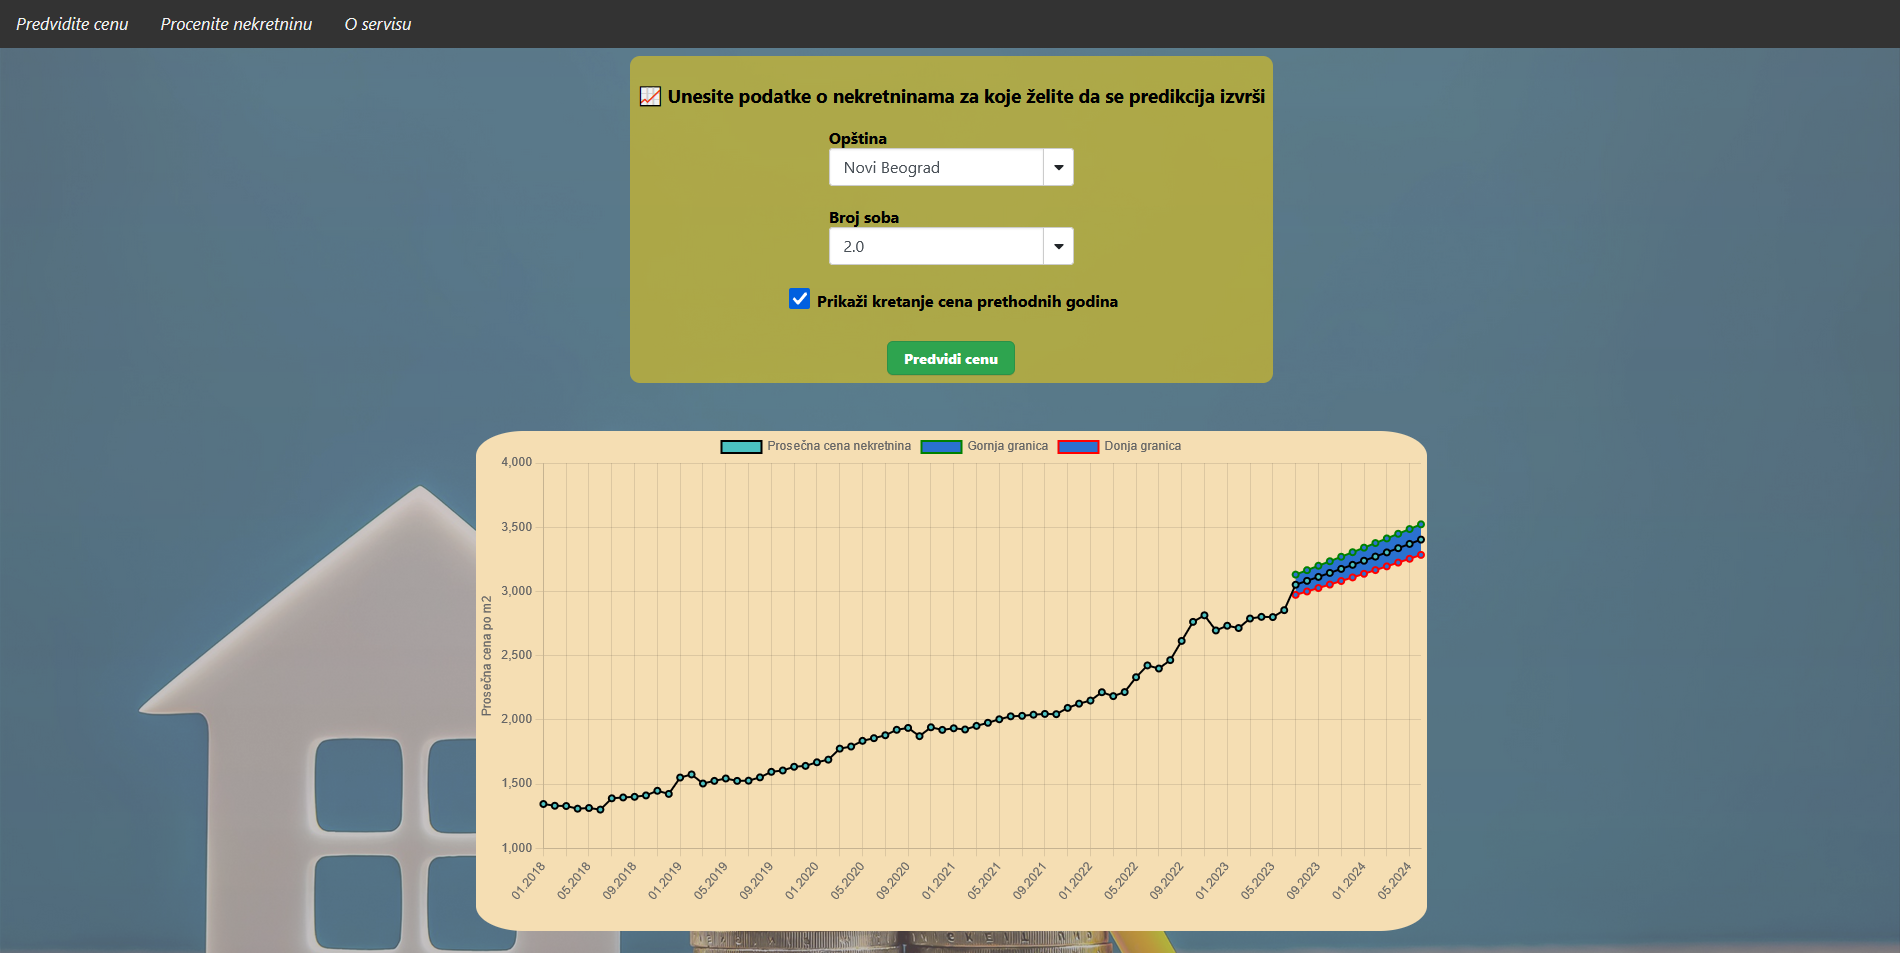 Predvidite cenu Procenite nekretninu O servisu
📈 Unesite podatke o nekretninama za koje želite da se predikcija izvrši
Opština
Novi Beograd
Broj soba
2.0
Prikaži kretanje cena prethodnih godina
Predvidi cenu
Prosečna cena nekretnina Gornja granica Donja granica
4,000
3,500
3,000
2,500
2,000
1,500
1,000
Prosečna cena po m2
01.2018 05.2018 09.2018 01.2019 05.2019 09.2019 01.2020 05.2020 09.2020 01.2021 05.2021 09.2021 01.2022 05.2022 09.2022 01.2023 05.2023 09.2023 01.2024 05.2024